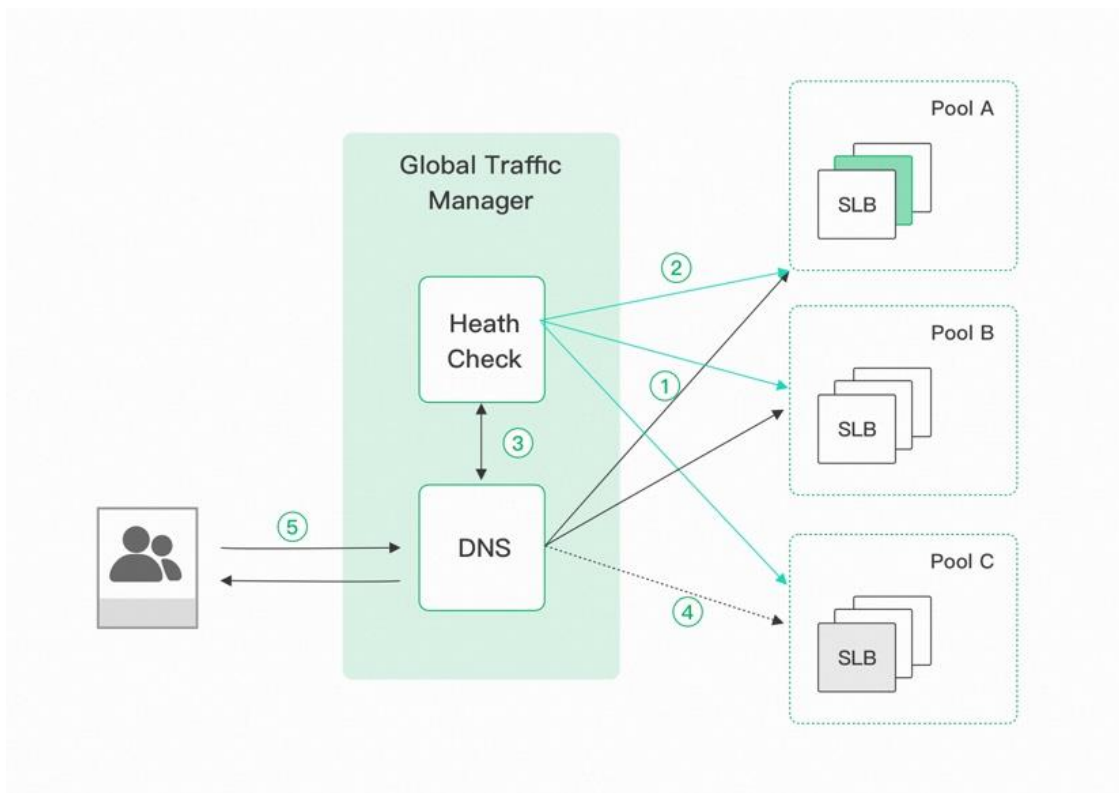 Global Traffic
Manager
Heath
Check
DNS
①
②
③
④
⑤
Pool A
SLB
Pool B
SLB
Pool C
SLB